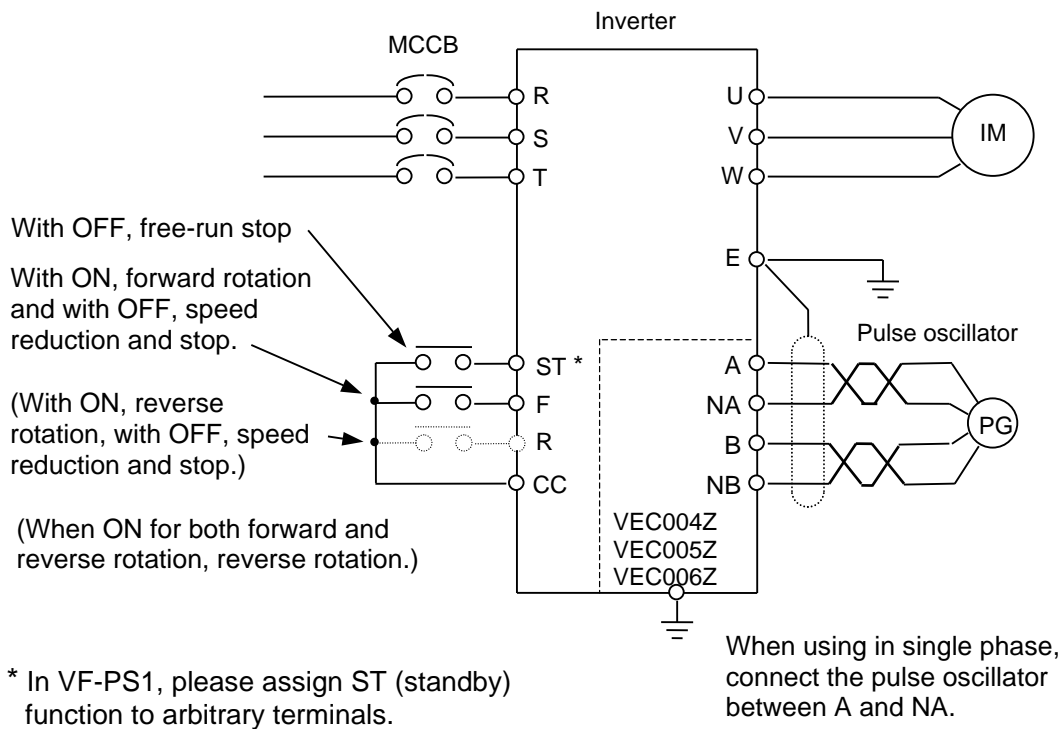 Inverter
MCCB
R
U
S
V
IM
T
W
With OFF, free-run stop
E
With ON, forward rotation
and with OFF, speed
reduction and stop.
Pulse oscillator
ST *
A
F
NA
(With ON, reverse
rotation, with OFF, speed
reduction and stop.)
R
B
PG
CC
NB
(When ON for both forward and
reverse rotation, reverse rotation.)
VEC004Z
VEC005Z
VEC006Z
When using in single phase,
connect the pulse oscillator
between A and NA.
* In VF-PS1, please assign ST (standby)
function to arbitrary terminals.